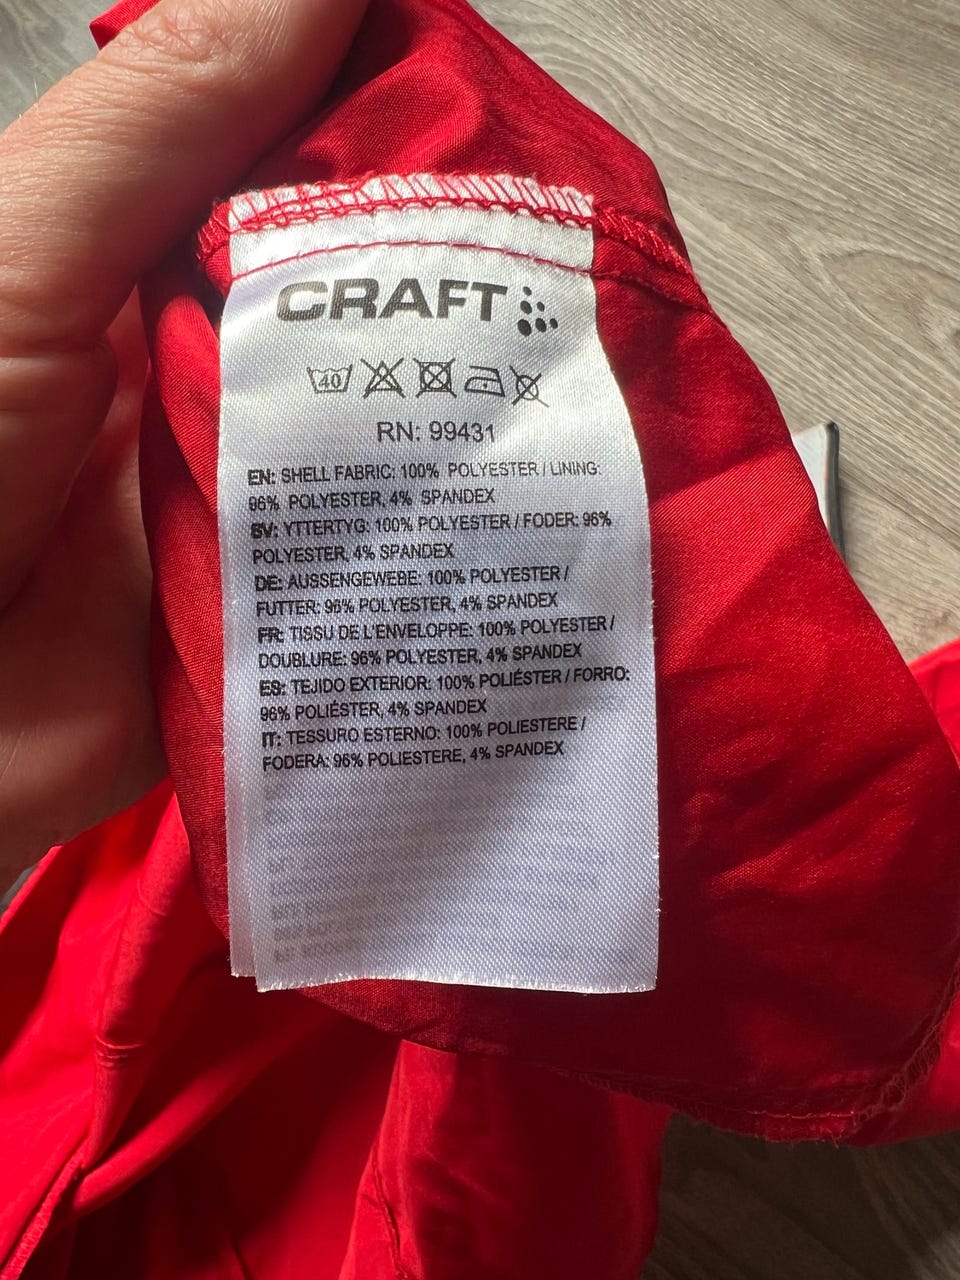 CRAFT
40
RN: 99431
EN: SHELL FABRIC: 100% POLYESTER / LINING:
96% POLYESTER, 4% SPANDEX
SV: YTTERTYG: 100% POLYESTER / FODER: 96%
POLYESTER, 4% SPANDEX
DE: AUSSENGEWEBE: 100% POLYESTER /
FUTTER: 96% POLYESTER, 4% SPANDEX
FR: TISSU DE L'ENVELOPPE: 100% POLYESTER /
DOUBLURE: 96% POLYESTER, 4% SPANDEX
ES: TEJIDO EXTERIOR: 100% POLIÉSTER / FORRO:
96% POLIÉSTER, 4% SPANDEX
IT: TESSURO ESTERNO: 100% POLIESTERE /
FODERA: 96% POLIESTERE, 4% SPANDEX